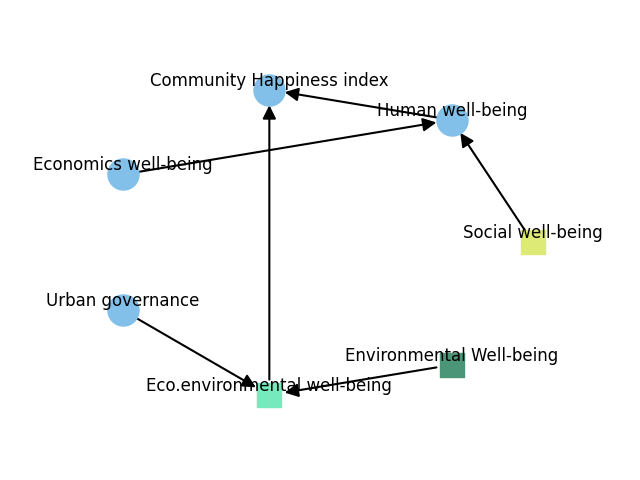 Community Happiness index
Human well-being
Economics well-being
Social well-being
Urban governance
Environmental Well-being
Eco.environmental well-being